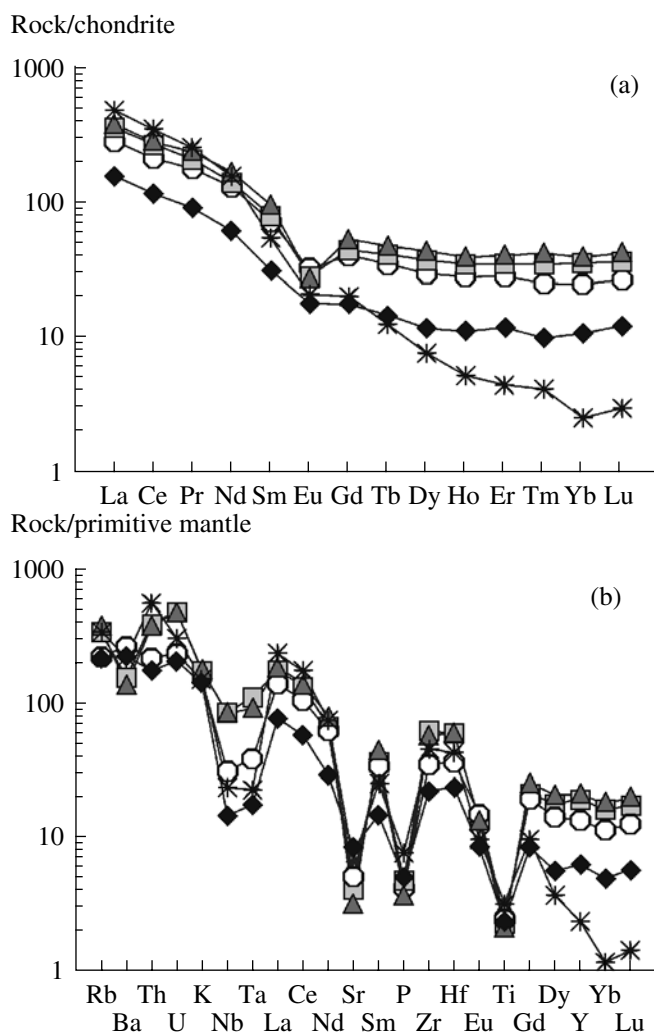 Rock/chondrite
1000
(a)
100
10
1
La Ce Pr Nd Sm Eu Gd Tb Dy Ho Er Tm Yb Lu
Rock/primitive mantle
1000
(b)
100
10
1
Rb Th K Ta Ce Sr P Hf Ti Dy Yb
Ba U Nb La Nd Sm Zr Eu Gd Y Lu